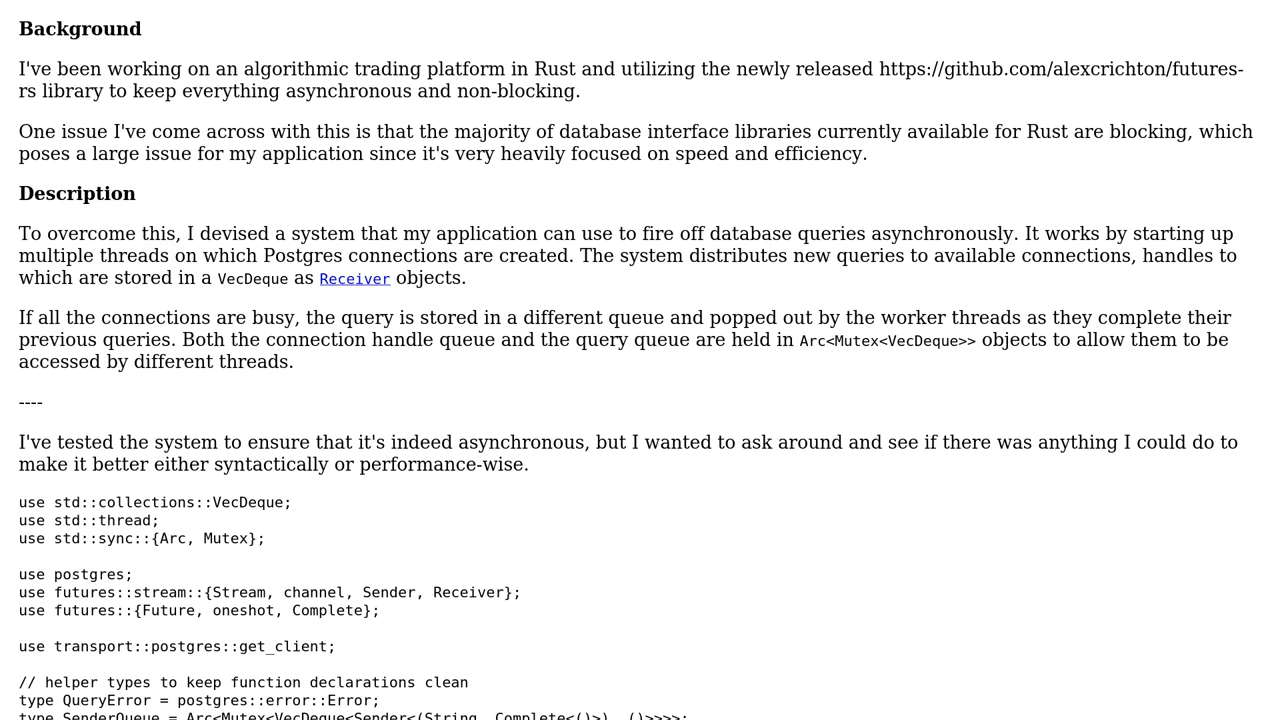 Background
I've been working on an algorithmic trading platform in Rust and utilizing the newly released https://github.com/alexcrichton/futures-
rs library to keep everything asynchronous and non-blocking.
One issue I've come across with this is that the majority of database interface libraries currently available for Rust are blocking, which
poses a large issue for my application since it's very heavily focused on speed and efficiency.
Description
To overcome this, I devised a system that my application can use to fire off database queries asynchronously. It works by starting up
multiple threads on which Postgres connections are created. The system distributes new queries to available connections, handles to
which are stored in a VecDeque as Receiver objects.
If all the connections are busy, the query is stored in a different queue and popped out by the worker threads as they complete their
previous queries. Both the connection handle queue and the query queue are held in Arc<Mutex<VecDeque>> objects to allow them to be
accessed by different threads.
----
I've tested the system to ensure that it's indeed asynchronous, but I wanted to ask around and see if there was anything I could do to
make it better either syntactically or performance-wise.
use std::collections::VecDeque;
use std::thread;
use std::sync::{Arc, Mutex};
use postgres;
use futures::stream::{Stream, channel, Sender, Receiver};
use futures::{Future, oneshot, Complete};
use transport::postgres::get_client;
// helper types to keep function declarations clean
type QueryError = postgres::error::Error;
type SenderQueue = Arc<Mutex<VecDeque<Sender<(String, Complete<()>), ()>>>>;